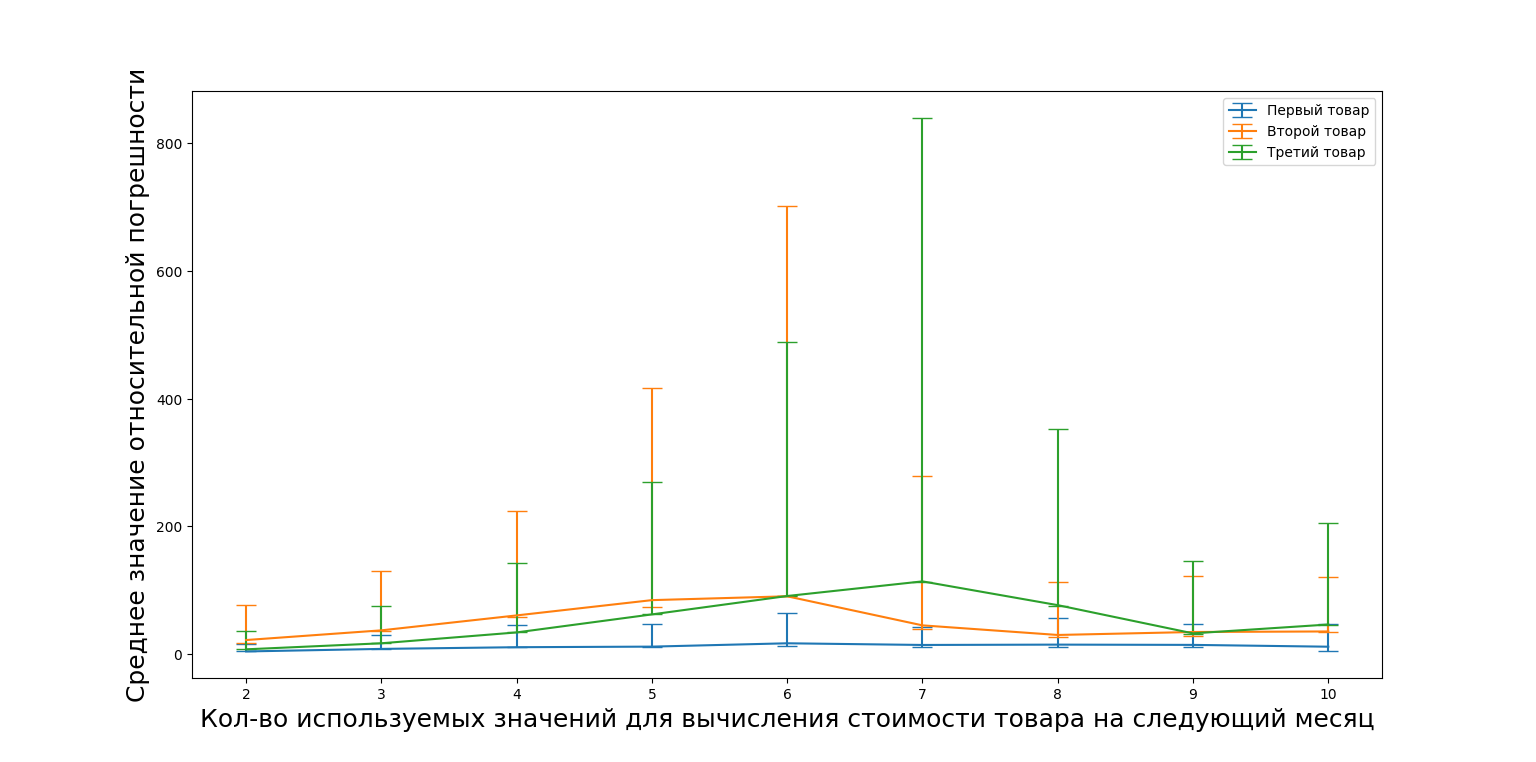 Среднее значение относительной погрешности
800
600
400
200
0
Первый товар
Второй товар
Третий товар
2 3 4 5 6 7 8 9 10
Кол-во используемых значений для вычисления стоимости товара на следующий месяц